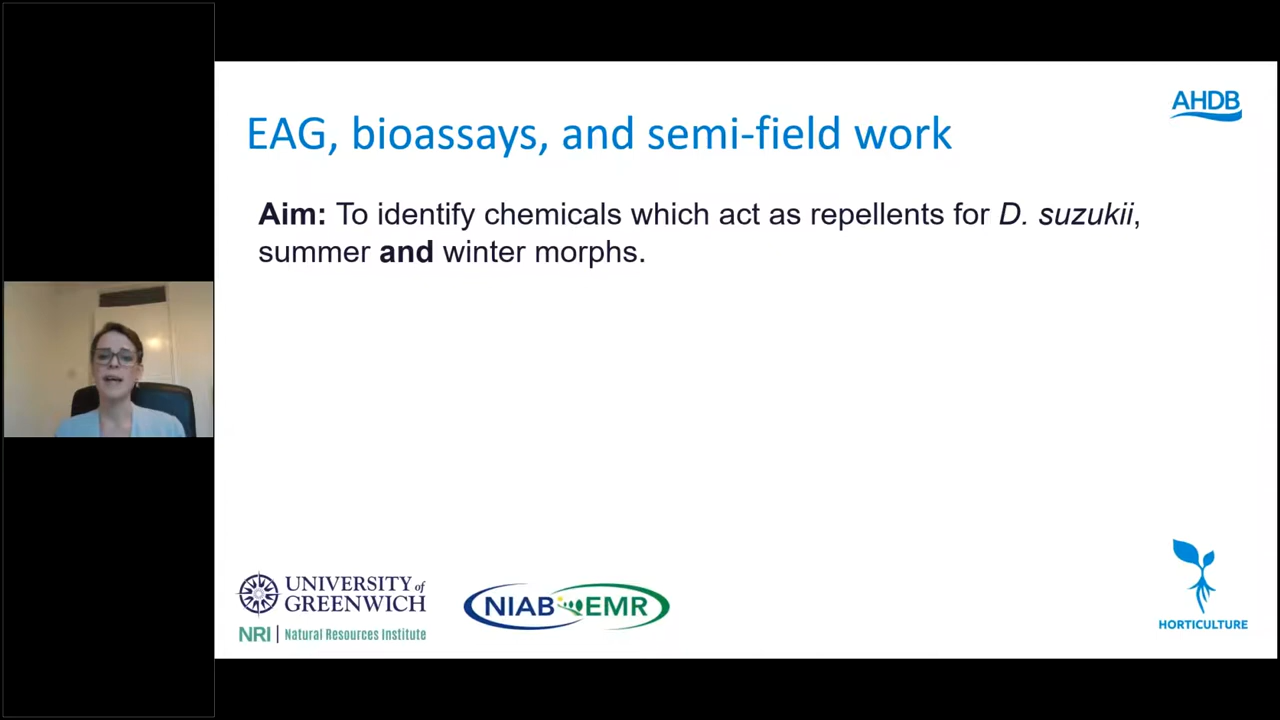 AHDB
EAG, bioassays, and semi-field work
Aim: To identify chemicals which act as repellents for D. suzukii,
summer and winter morphs.
UNIVERSITY of
GREENWICH
NRI | Natural Resources Institute
NIAB EMR
HORTICULTURE